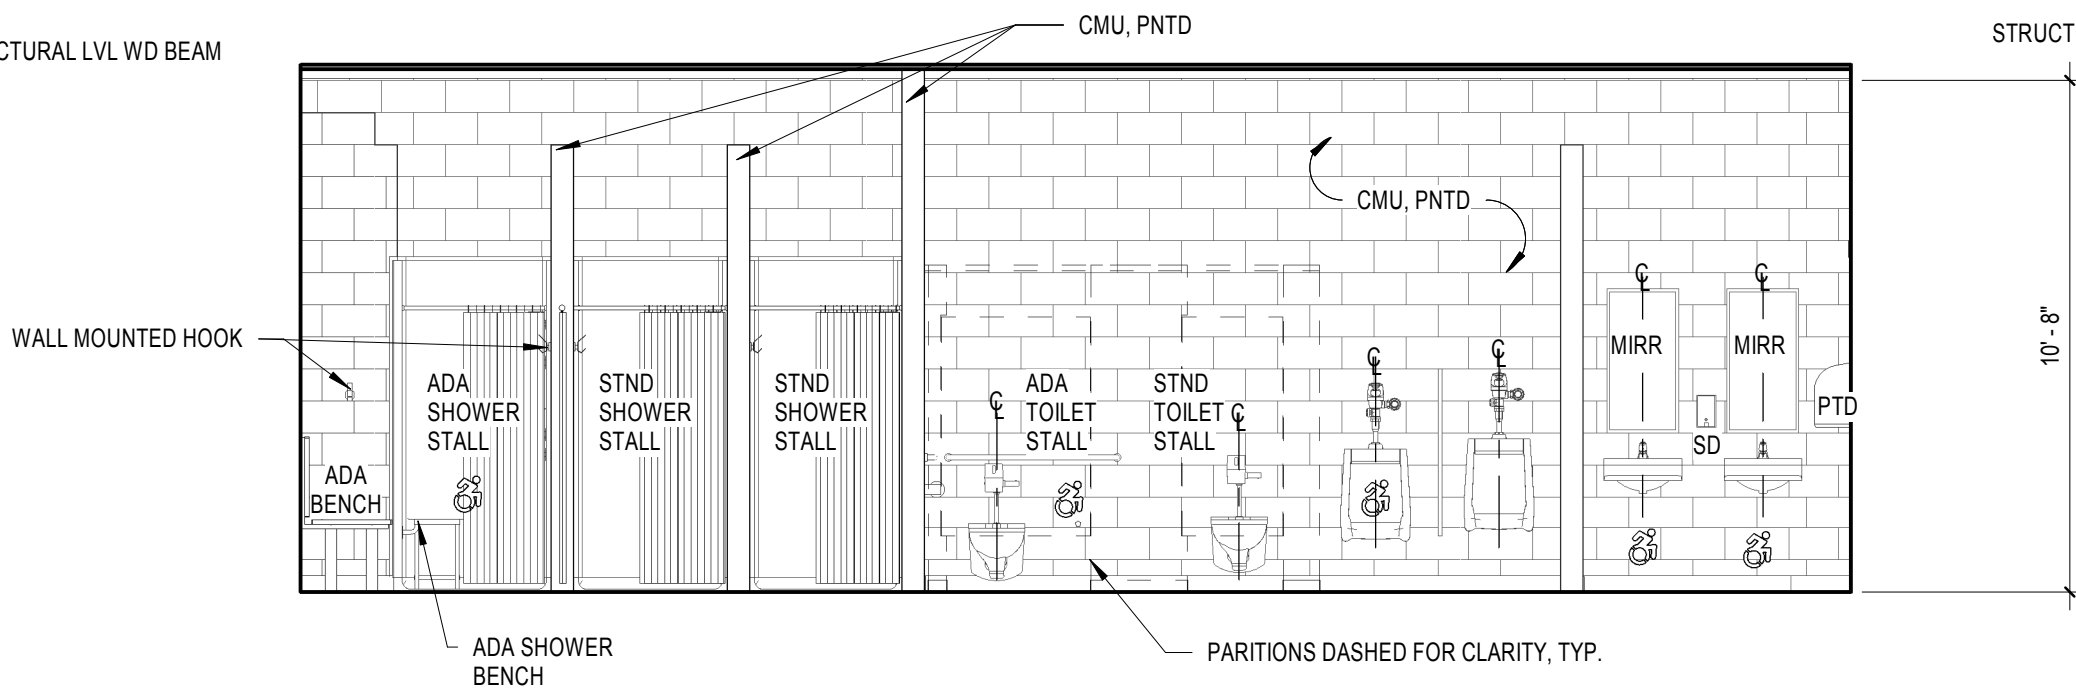 CMU, PNTD
STRUCT
CTURAL LVL WD BEAM
CMU, PNTD
10' - 8"
WALL MOUNTED HOOK
MIRR
MIRR
ADA
SHOWER
STALL
STND
SHOWER
STALL
STND
SHOWER
STALL
ADA
TOILET
STALL
STND
TOILET
STALL
PTD
SD
ADA
BENCH
ADA SHOWER
BENCH
PARITIONS DASHED FOR CLARITY, TYP.